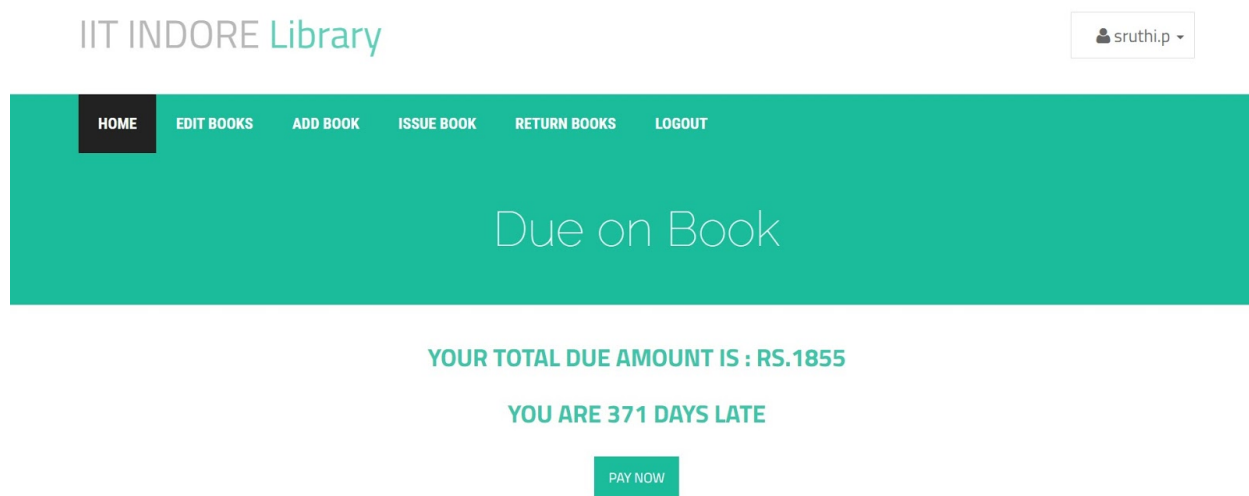 IIT INDORE Library
sruthi.p
HOME EDIT BOOKS ADD BOOK ISSUE BOOK RETURN BOOKS LOGOUT
Due on Book
YOUR TOTAL DUE AMOUNT IS : RS.1855
YOU ARE 371 DAYS LATE
PAY NOW